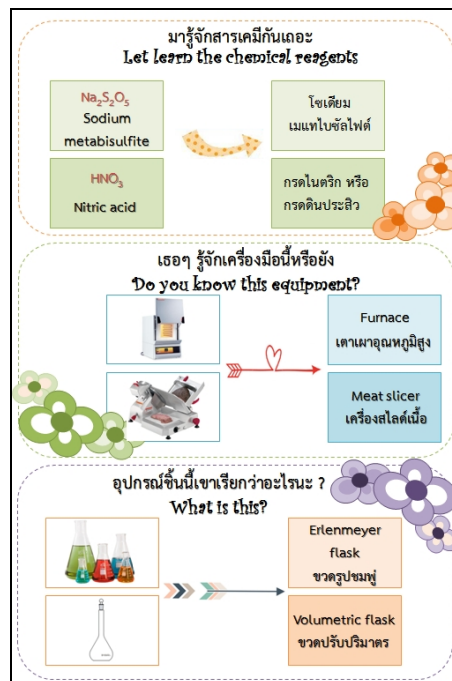 มารู้จักสารเคมีกันเถอะ
Let learn the chemical reagents
Na₂S₂O₅
Sodium
metabisulfite
โซเดียม
เมแทไบซัลไฟต์
HNO₃
Nitric acid
กรดไนตริก หรือ
กรดดินประสิว
เธอๆ รู้จักเครื่องมือนี้หรือยัง
Do you know this equipment?
Furnace
เตาเผาอุณหภูมิสูง
Meat slicer
เครื่องสไลด์เนื้อ
อุปกรณ์ชิ้นนี้เขาเรียกว่าอะไรนะ ?
What is this?
Erlenmeyer
flask
ขวดรูปชมพู่
Volumetric flask
ขวดปรับปริมาตร